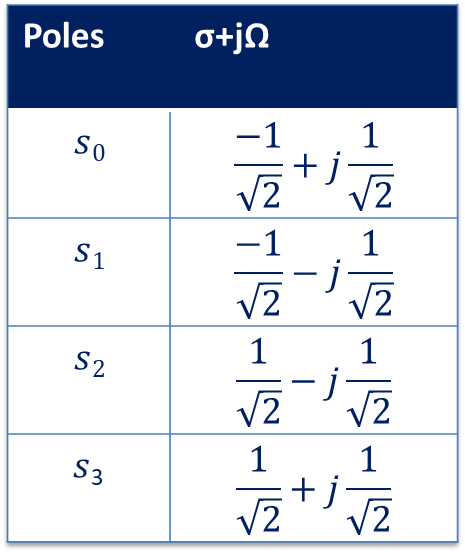 Poles σ+jΩ
s₀ −1/√2 + j 1/√2
s₁ −1/√2 − j 1/√2
s₂ 1/√2 − j 1/√2
s₃ 1/√2 + j 1/√2